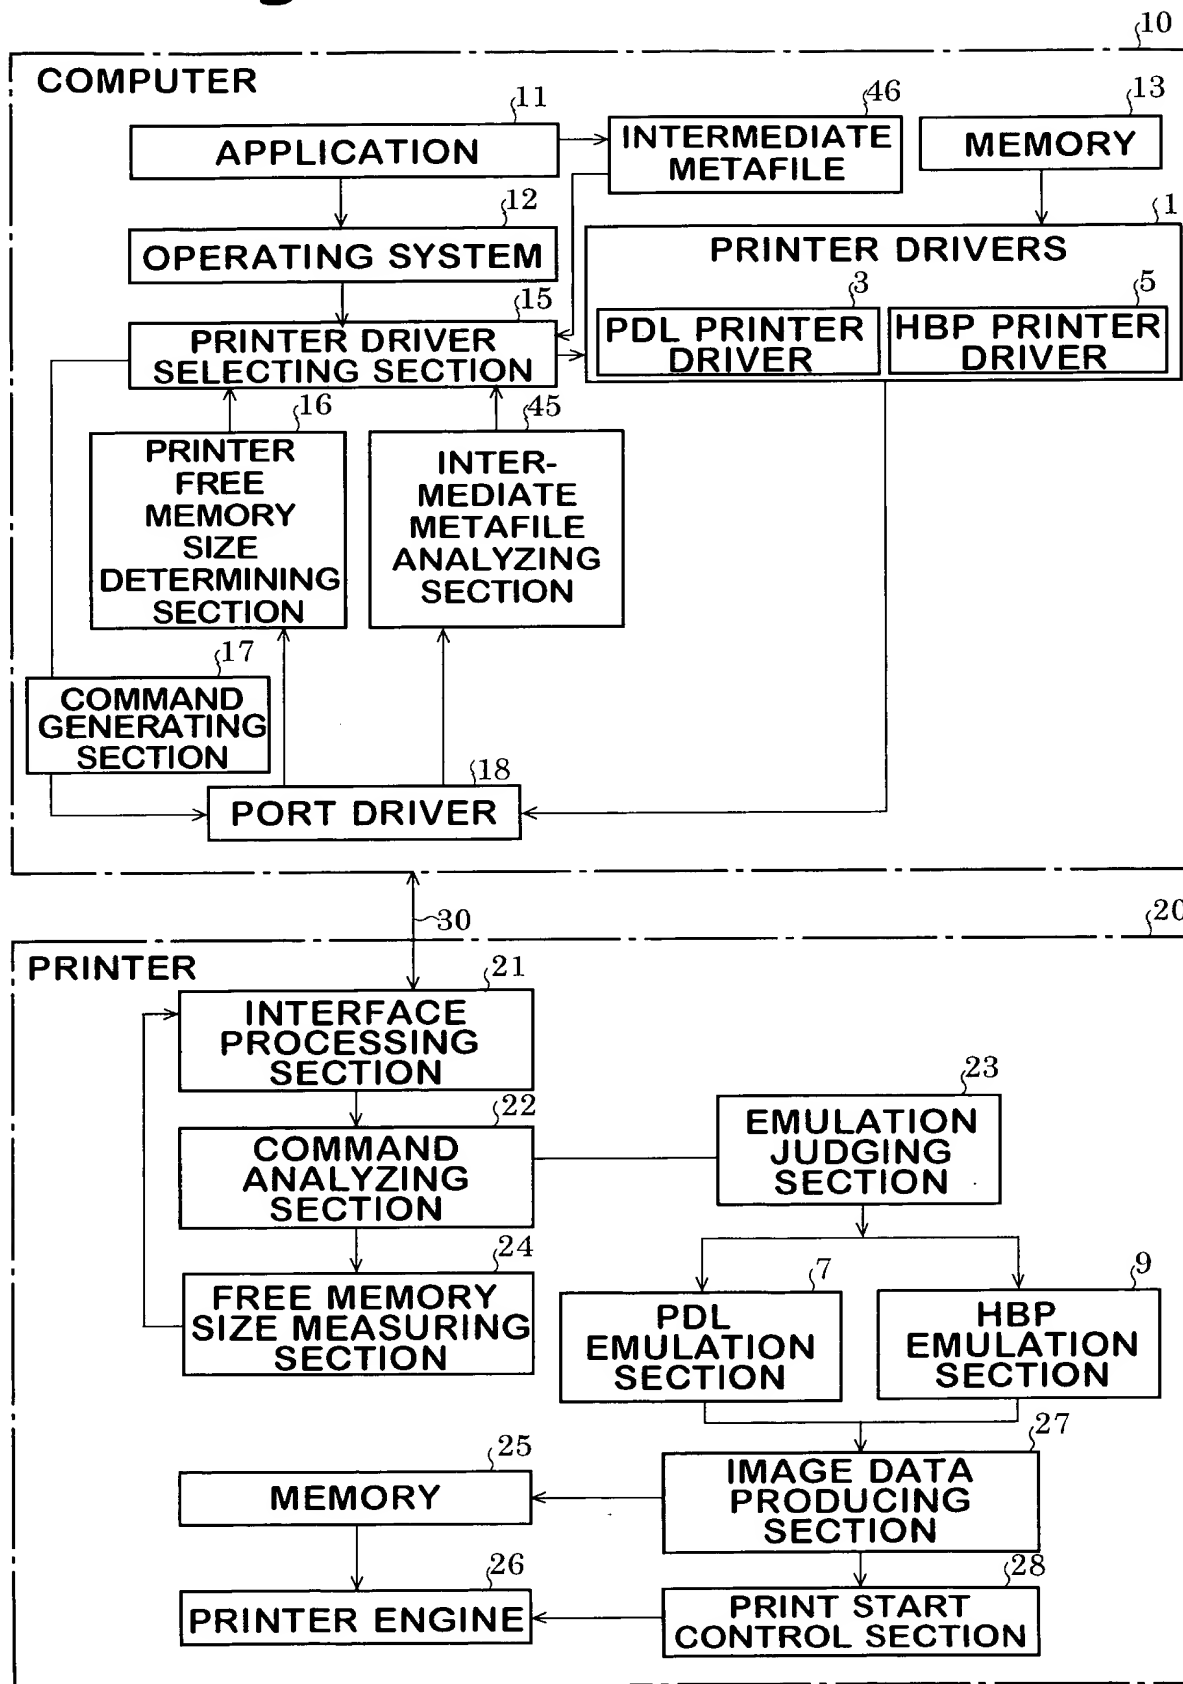 10
COMPUTER
11
46
13
APPLICATION
INTERMEDIATE
METAFILE
MEMORY
12
1
OPERATING SYSTEM
PRINTER DRIVERS
15
3
5
PRINTER DRIVER
SELECTING SECTION
PDL PRINTER
DRIVER
HBP PRINTER
DRIVER
16
45
PRINTER
FREE
MEMORY
SIZE
DETERMINING
SECTION
INTER-
MEDIATE
METAFILE
ANALYZING
SECTION
17
COMMAND
GENERATING
SECTION
18
PORT DRIVER
30
20
PRINTER
21
INTERFACE
PROCESSING
SECTION
22
23
COMMAND
ANALYZING
SECTION
EMULATION
JUDGING
SECTION
24
7
9
FREE MEMORY
SIZE MEASURING
SECTION
PDL
EMULATION
SECTION
HBP
EMULATION
SECTION
25
27
MEMORY
IMAGE DATA
PRODUCING
SECTION
26
28
PRINTER ENGINE
PRINT START
CONTROL SECTION